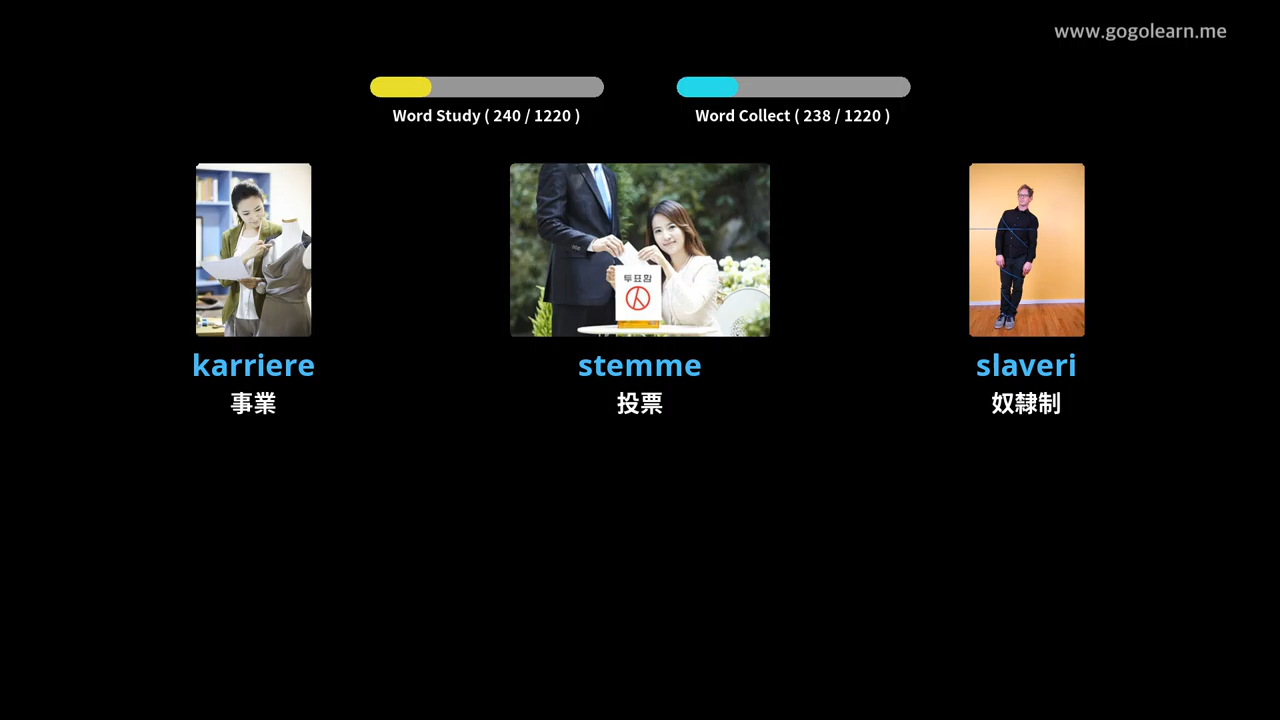 www.gogolearn.me
Word Study ( 240 / 1220 )
Word Collect ( 238 / 1220 )
투표함
karriere
stemme
slaveri
事業
投票
奴隸制